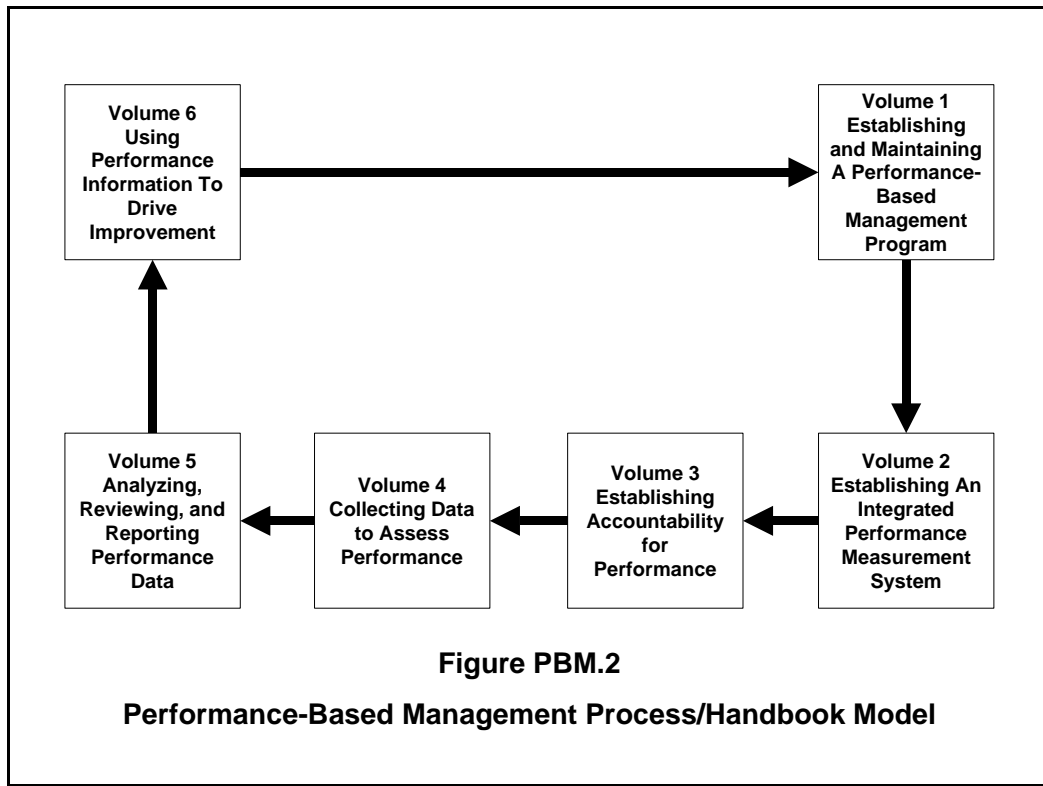 Volume 6
Using
Performance
Information To
Drive
Improvement
Volume 1
Establishing
and Maintaining
A Performance-
Based
Management
Program
Volume 5
Analyzing,
Reviewing, and
Reporting
Performance
Data
Volume 4
Collecting Data
to Assess
Performance
Volume 3
Establishing
Accountability
for
Performance
Volume 2
Establishing An
Integrated
Performance
Measurement
System
Figure PBM.2
Performance-Based Management Process/Handbook Model